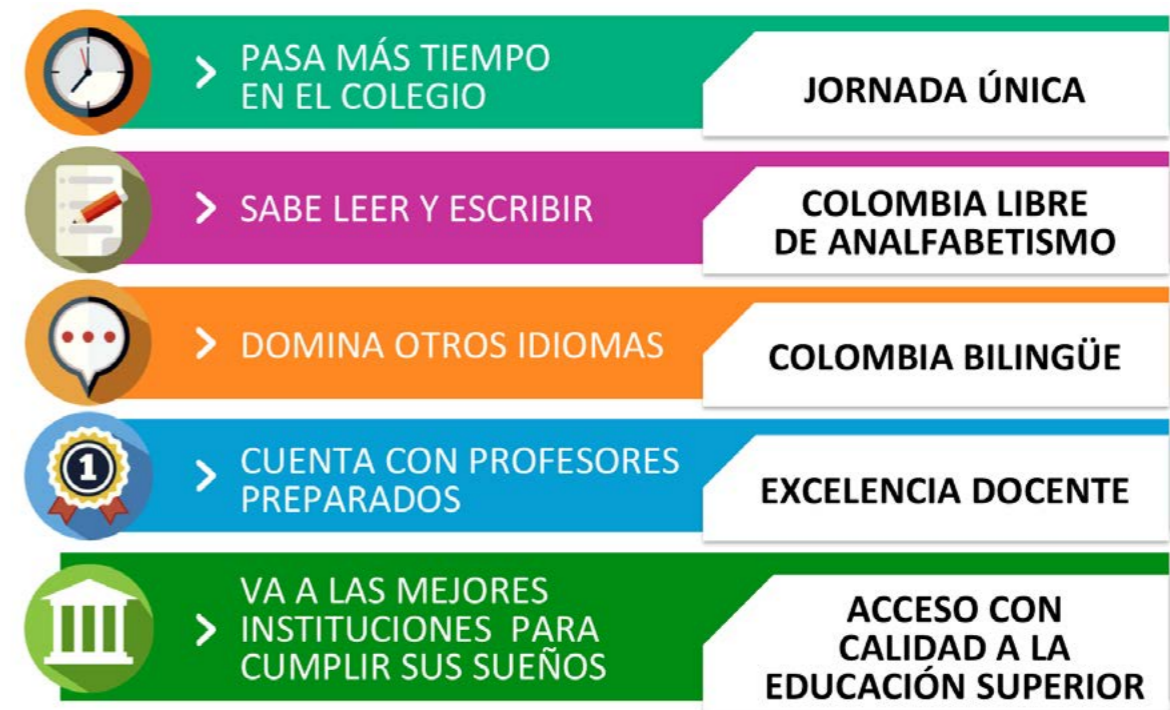 PASA MÁS TIEMPO
EN EL COLEGIO
JORNADA ÚNICA
SABE LEER Y ESCRIBIR
COLOMBIA LIBRE
DE ANALFABETISMO
DOMINA OTROS IDIOMAS
COLOMBIA BILINGÜE
1
CUENTA CON PROFESORES
PREPARADOS
EXCELENCIA DOCENTE
VA A LAS MEJORES
INSTITUCIONES PARA
CUMPLIR SUS SUEÑOS
ACCESO CON
CALIDAD A LA
EDUCACIÓN SUPERIOR